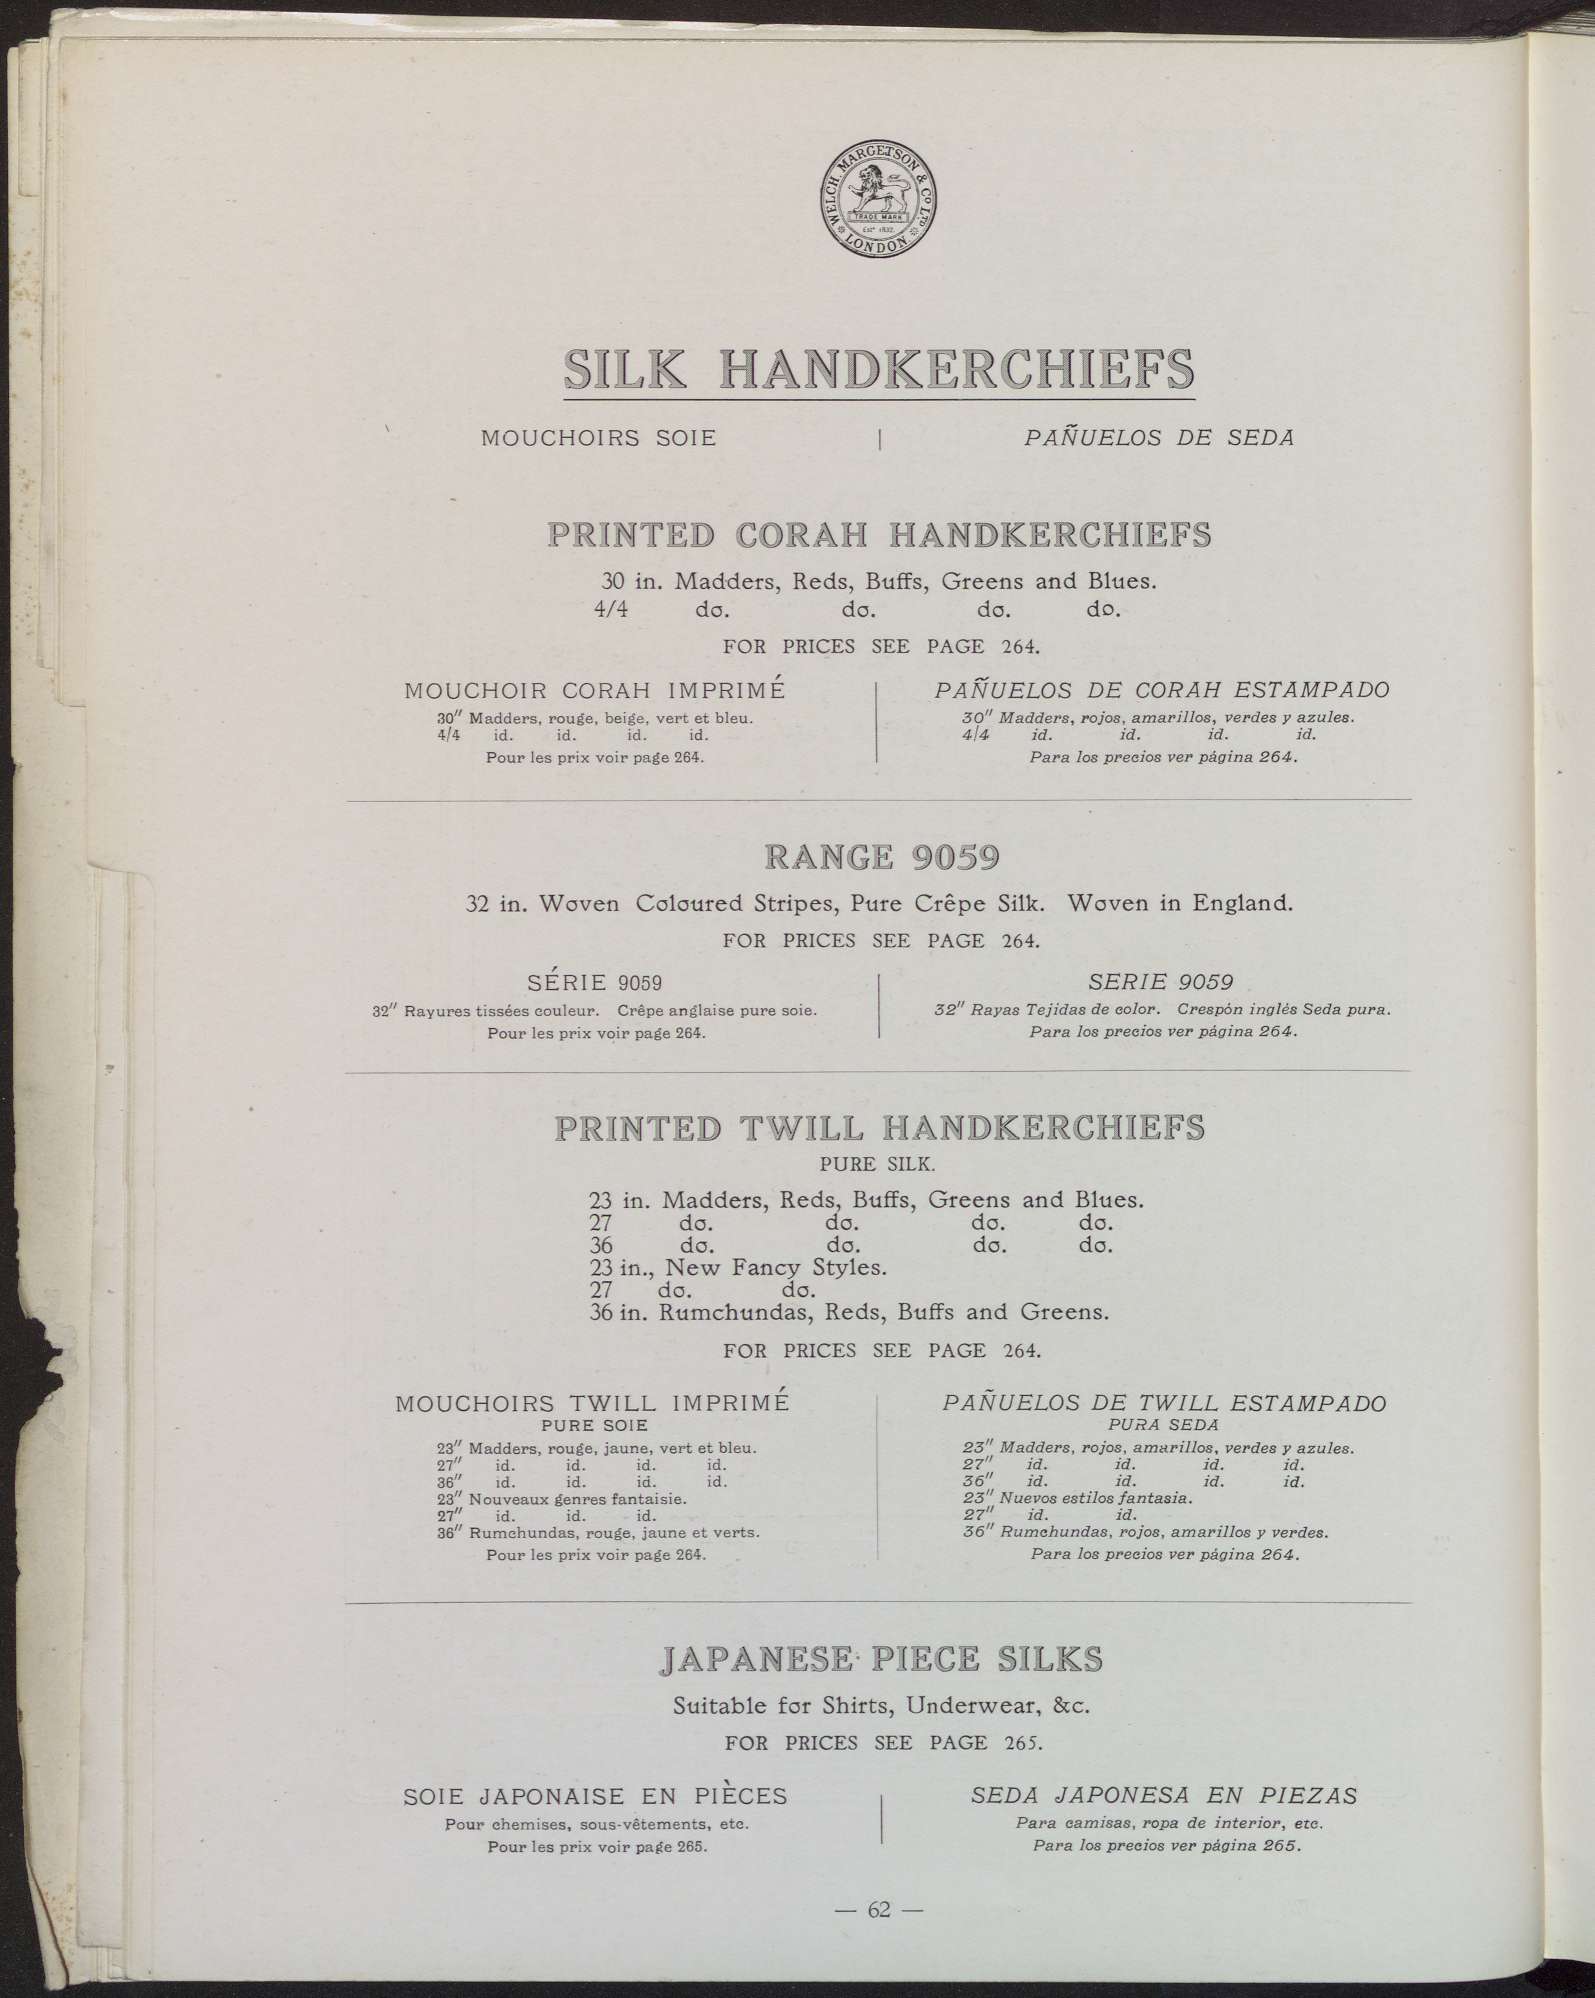 WELCH, MARGETSON & CO LTD
TRADE MARK
Estd 1832.
LONDON
SILK HANDKERCHIEFS
MOUCHOIRS SOIE
PAÑUELOS DE SEDA
PRINTED CORAH HANDKERCHIEFS
30 in. Madders, Reds, Buffs, Greens and Blues.
4/4 do. do. do. do.
FOR PRICES SEE PAGE 264.
MOUCHOIR CORAH IMPRIMÉ
30″ Madders, rouge, beige, vert et bleu.
4/4 id. id. id. id.
Pour les prix voir page 264.
PAÑUELOS DE CORAH ESTAMPADO
30″ Madders, rojos, amarillos, verdes y azules.
4/4 id. id. id. id.
Para los precios ver página 264.
RANGE 9059
32 in. Woven Coloured Stripes, Pure Crêpe Silk. Woven in England.
FOR PRICES SEE PAGE 264.
SÉRIE 9059
32″ Rayures tissées couleur. Crêpe anglaise pure soie.
Pour les prix voir page 264.
SERIE 9059
32″ Rayas Tejidas de color. Crespón inglés Seda pura.
Para los precios ver página 264.
PRINTED TWILL HANDKERCHIEFS
PURE SILK.
23 in. Madders, Reds, Buffs, Greens and Blues.
27 do. do. do. do.
36 do. do. do. do.
23 in., New Fancy Styles.
27 do. do.
36 in. Rumchundas, Reds, Buffs and Greens.
FOR PRICES SEE PAGE 264.
MOUCHOIRS TWILL IMPRIMÉ
PURE SOIE
23″ Madders, rouge, jaune, vert et bleu.
27″ id. id. id. id.
36″ id. id. id. id.
23″ Nouveaux genres fantaisie.
27″ id. id. id.
36″ Rumchundas, rouge, jaune et verts.
Pour les prix voir page 264.
PAÑUELOS DE TWILL ESTAMPADO
PURA SEDA
23″ Madders, rojos, amarillos, verdes y azules.
27″ id. id. id. id.
36″ id. id. id. id.
23″ Nuevos estilos fantasia.
27″ id. id.
36″ Rumchundas, rojos, amarillos y verdes.
Para los precios ver página 264.
JAPANESE PIECE SILKS
Suitable for Shirts, Underwear, &c.
FOR PRICES SEE PAGE 265.
SOIE JAPONAISE EN PIÈCES
Pour chemises, sous-vêtements, etc.
Pour les prix voir page 265.
SEDA JAPONESA EN PIEZAS
Para camisas, ropa de interior, etc.
Para los precios ver página 265.
— 62 —